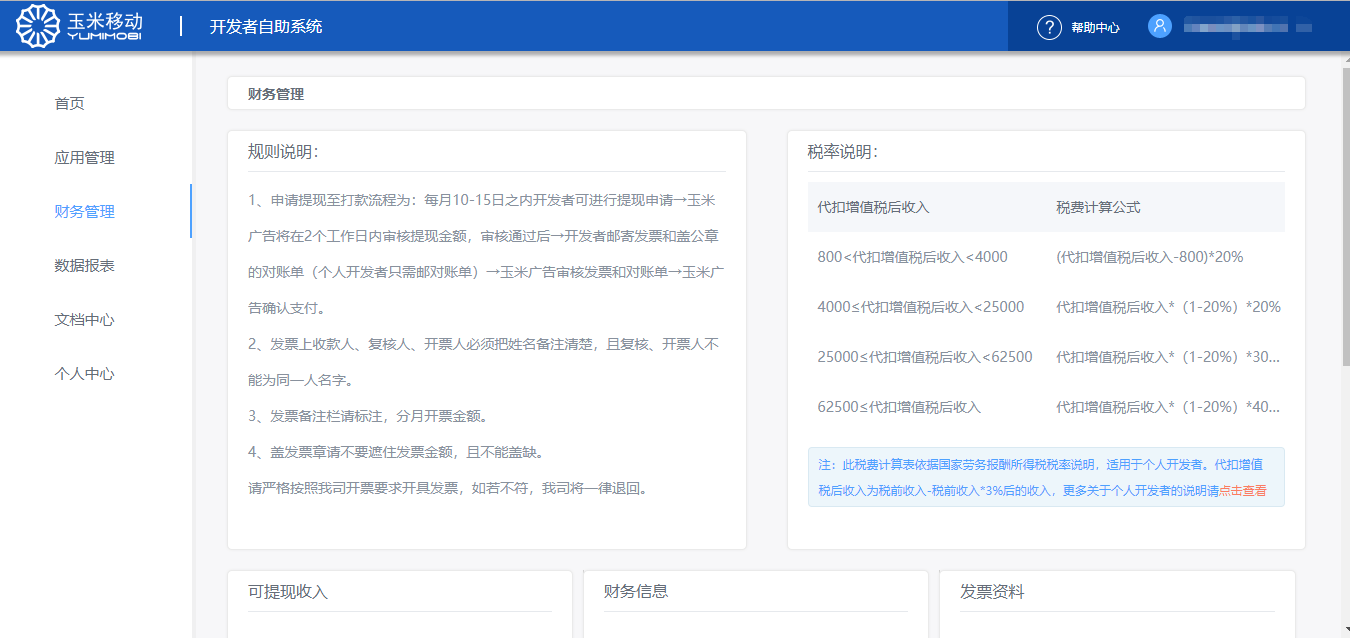 玉米移动
YUMIMOBI
开发者自助系统
? 帮助中心
首页
应用管理
财务管理
数据报表
文档中心
个人中心
财务管理
规则说明：
1、申请提现至打款流程为：每月10-15日之内开发者可进行提现申请→玉米
广告将在2个工作日内审核提现金额，审核通过后→开发者邮寄发票和盖公章
的对账单（个人开发者只需邮对账单）→玉米广告审核发票和对账单→玉米广
告确认支付。
2、发票上收款人、复核人、开票人必须把姓名备注清楚，且复核、开票人不
能为同一人名字。
3、发票备注栏请标注，分月开票金额。
4、盖发票章请不要遮住发票金额，且不能盖缺。
请严格按照我司开票要求开具发票，如若不符，我司将一律退回。
税率说明：
代扣增值税后收入 税费计算公式
800<代扣增值税后收入<4000 (代扣增值税后收入-800)*20%
4000≤代扣增值税后收入<25000 代扣增值税后收入*（1-20%）*20%
25000≤代扣增值税后收入<62500 代扣增值税后收入*（1-20%）*30...
62500≤代扣增值税后收入 代扣增值税后收入*（1-20%）*40...
注：此税费计算表依据国家劳务报酬所得税税率说明，适用于个人开发者。代扣增值
税后收入为税前收入-税前收入*3%后的收入，更多关于个人开发者的说明请点击查看
可提现收入
财务信息
发票资料